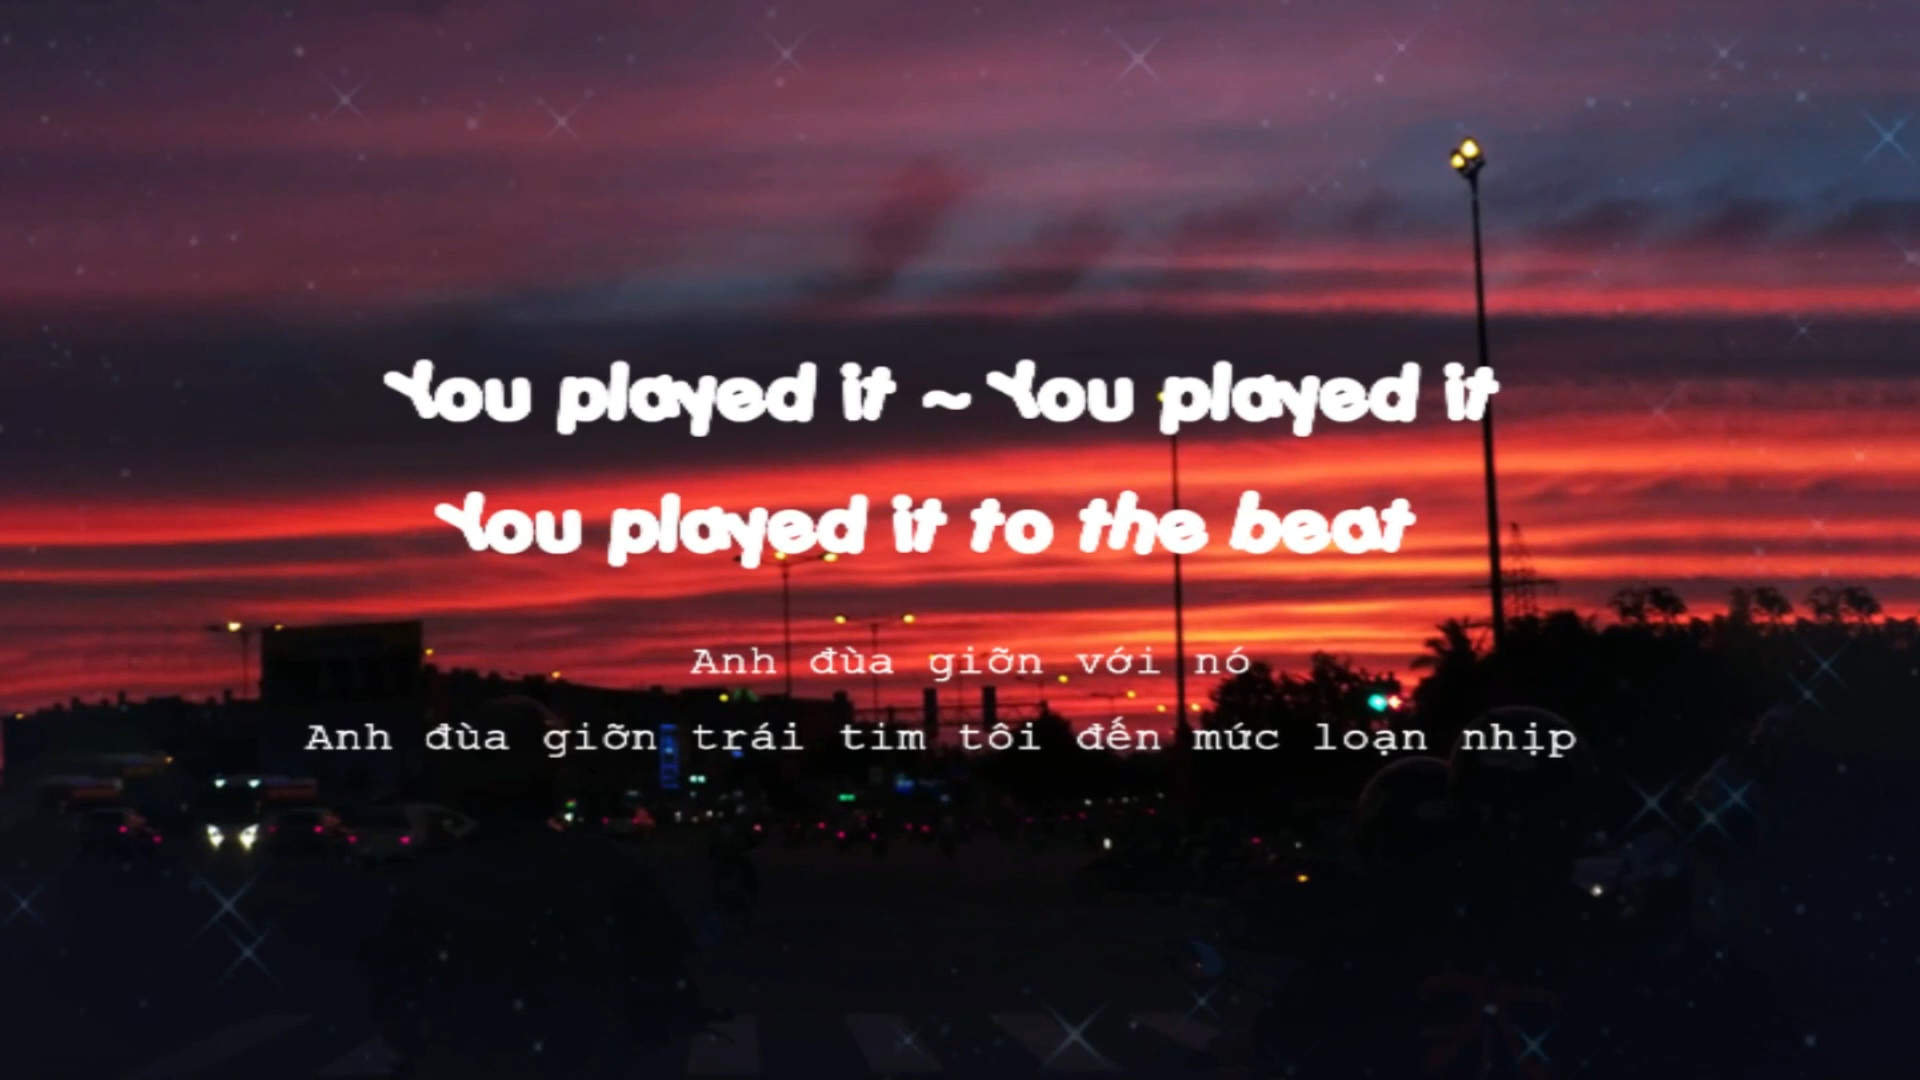 You played it ~ You played it
You played it to the beat
Anh đùa giỡn với nó
Anh đùa giỡn trái tim tôi đến mức loạn nhịp